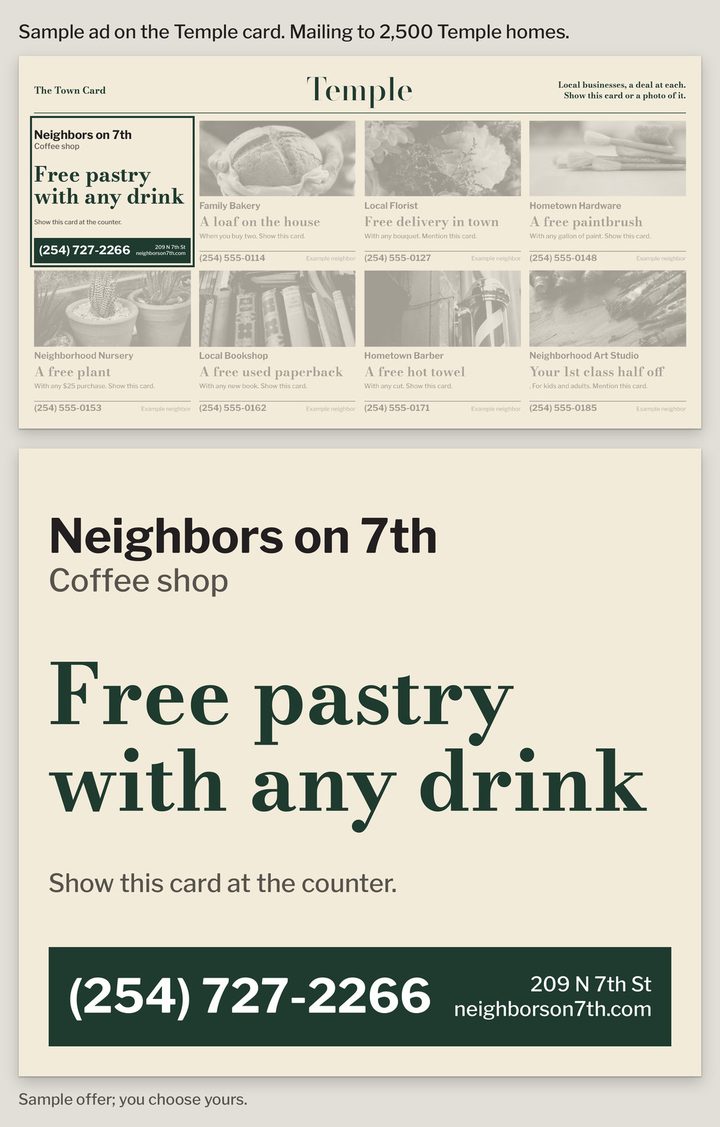 Sample ad on the Temple card. Mailing to 2,500 Temple homes.
The Town Card
Temple
Local businesses, a deal at each.
Show this card or a photo of it.
Neighbors on 7th
Coffee shop
Free pastry
with any drink
Show this card at the counter.
(254) 727-2266
209 N 7th St
neighborson7th.com
Family Bakery
A loaf on the house
When you buy two. Show this card.
(254) 555-0114
Example neighbor
Local Florist
Free delivery in town
With any bouquet. Mention this card.
(254) 555-0127
Example neighbor
Hometown Hardware
A free paintbrush
With any gallon of paint. Show this card.
(254) 555-0148
Example neighbor
Neighborhood Nursery
A free plant
With any $25 purchase. Show this card.
(254) 555-0153
Example neighbor
Local Bookshop
A free used paperback
With any new book. Show this card.
(254) 555-0162
Example neighbor
Hometown Barber
A free hot towel
With any cut. Show this card.
(254) 555-0171
Example neighbor
Neighborhood Art Studio
Your 1st class half off
For kids and adults. Mention this card.
(254) 555-0185
Example neighbor
Neighbors on 7th
Coffee shop
Free pastry
with any drink
Show this card at the counter.
(254) 727-2266
209 N 7th St
neighborson7th.com
Sample offer; you choose yours.